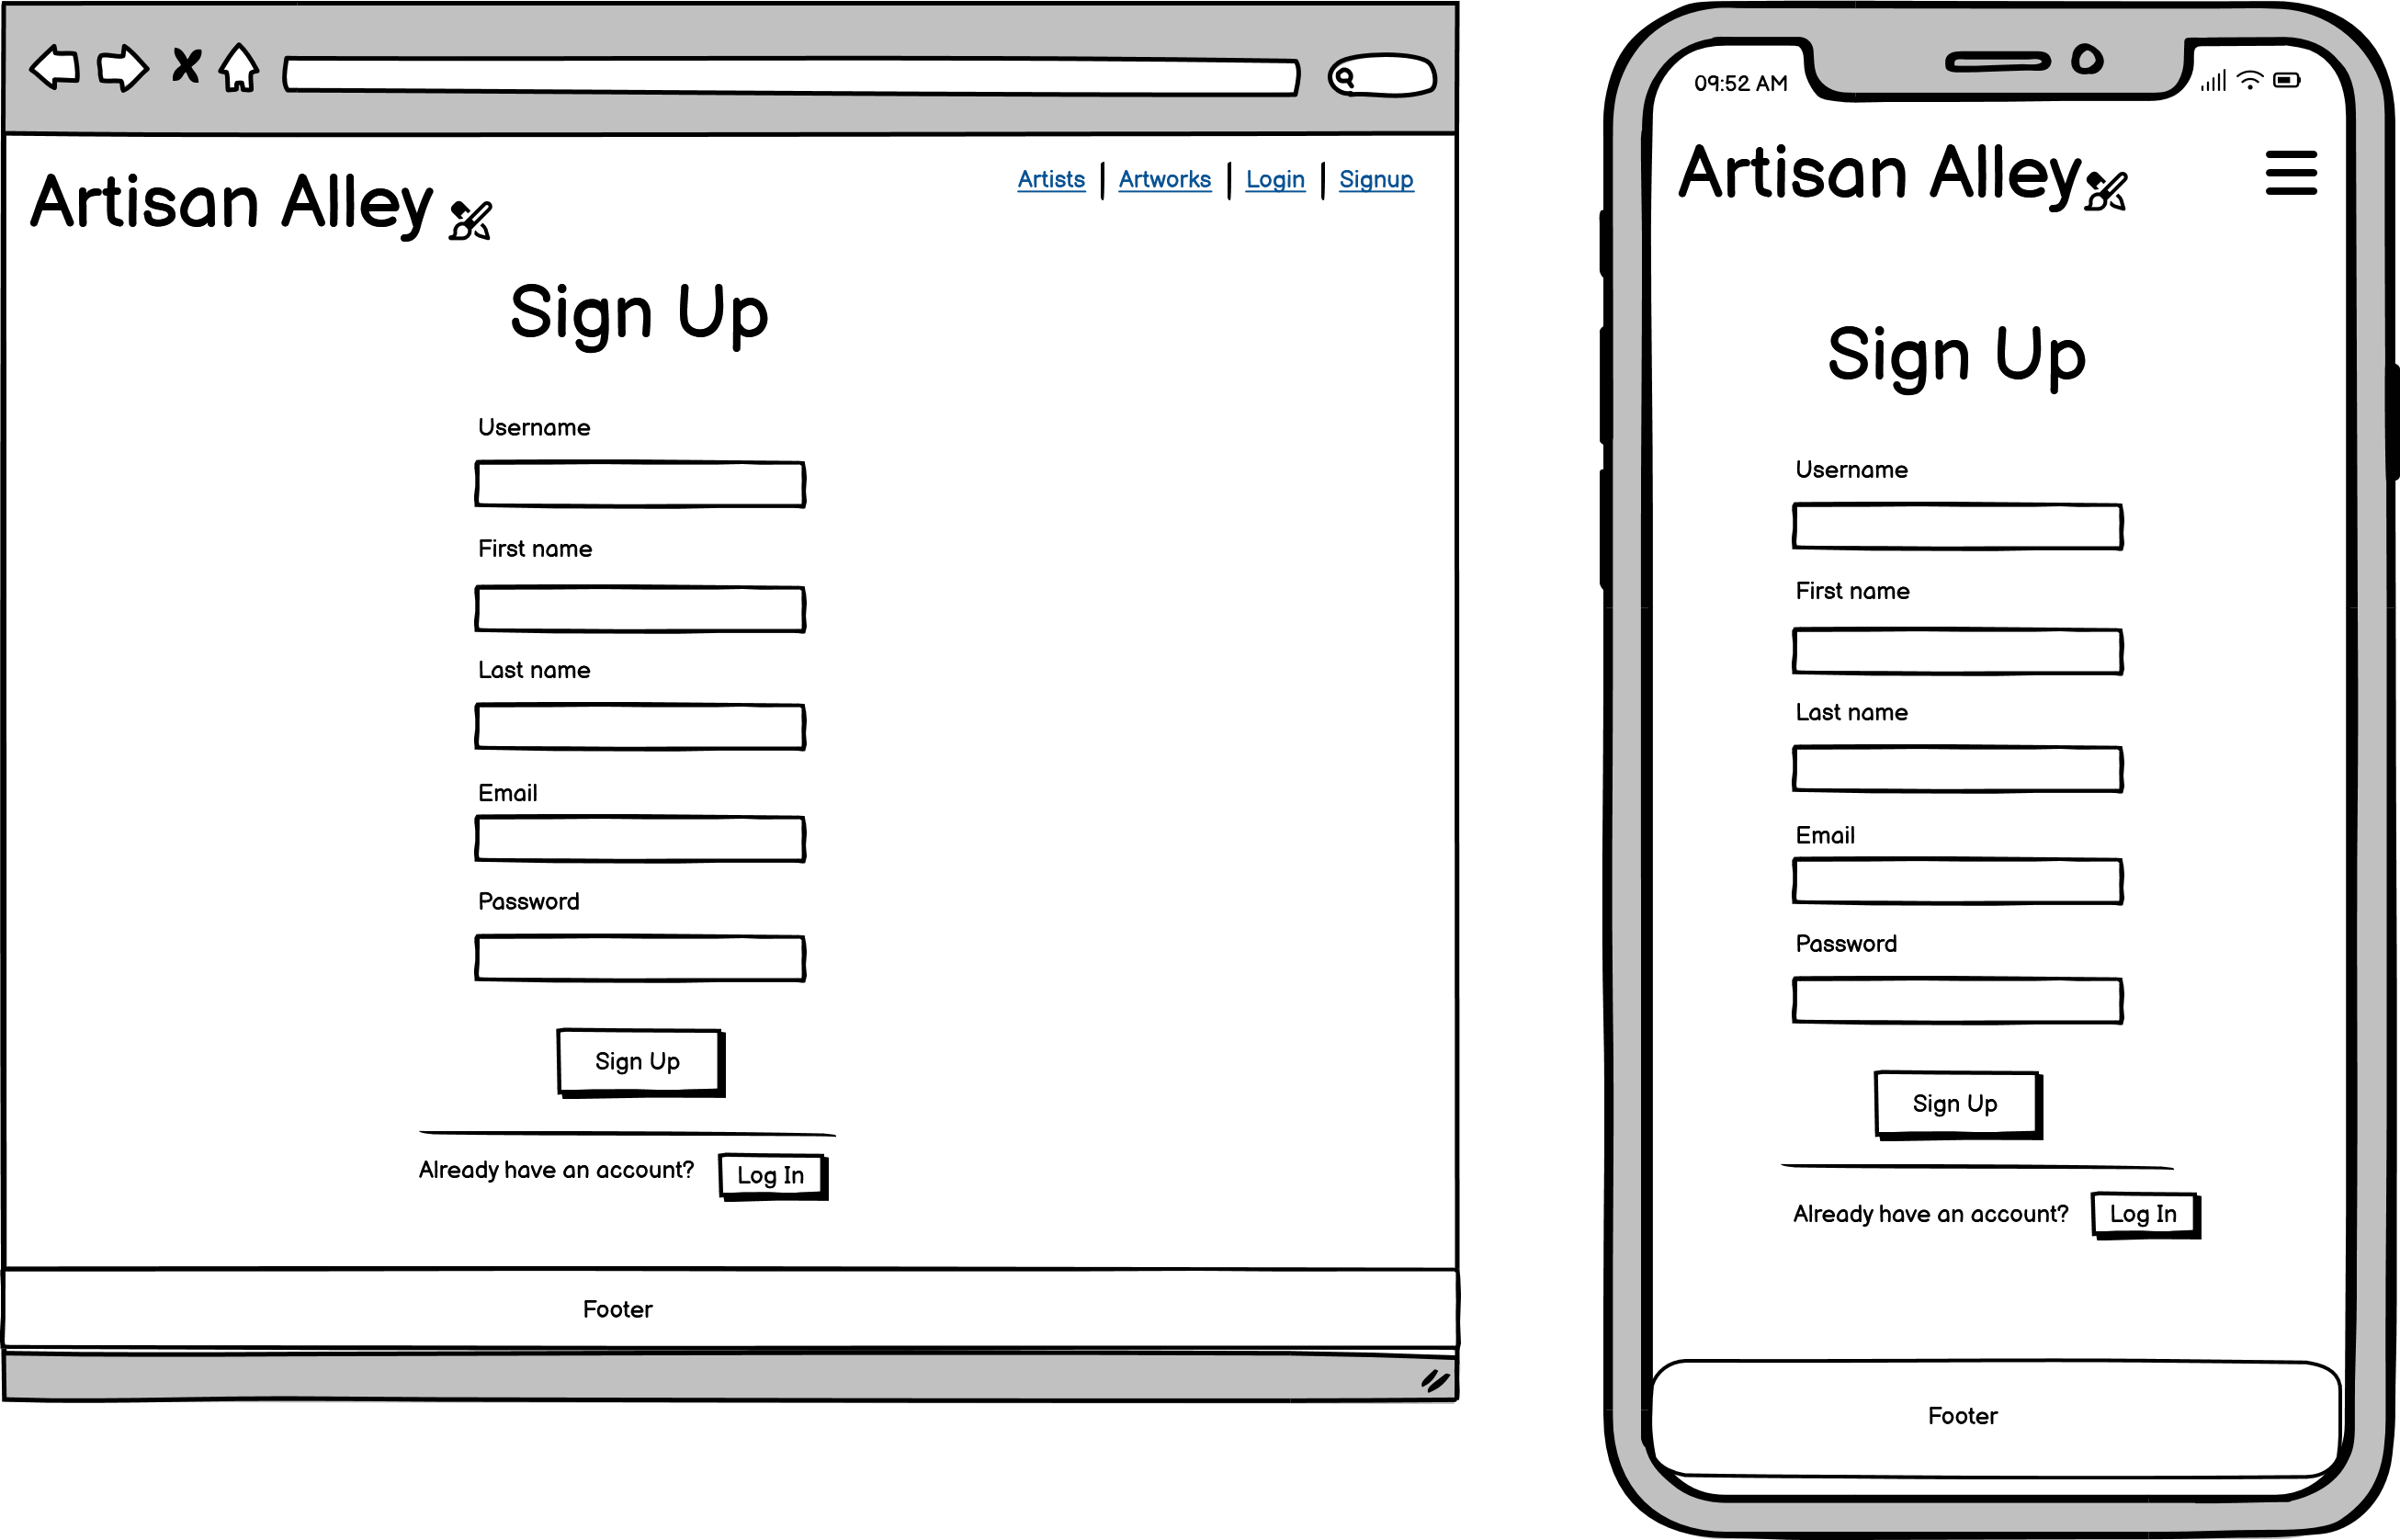 Artisan Alley
Artists | Artworks | Login | Signup
Sign Up
Username
First name
Last name
Email
Password
Sign Up
Already have an account? Log In
Footer
09:52 AM
Artisan Alley
Sign Up
Username
First name
Last name
Email
Password
Sign Up
Already have an account? Log In
Footer